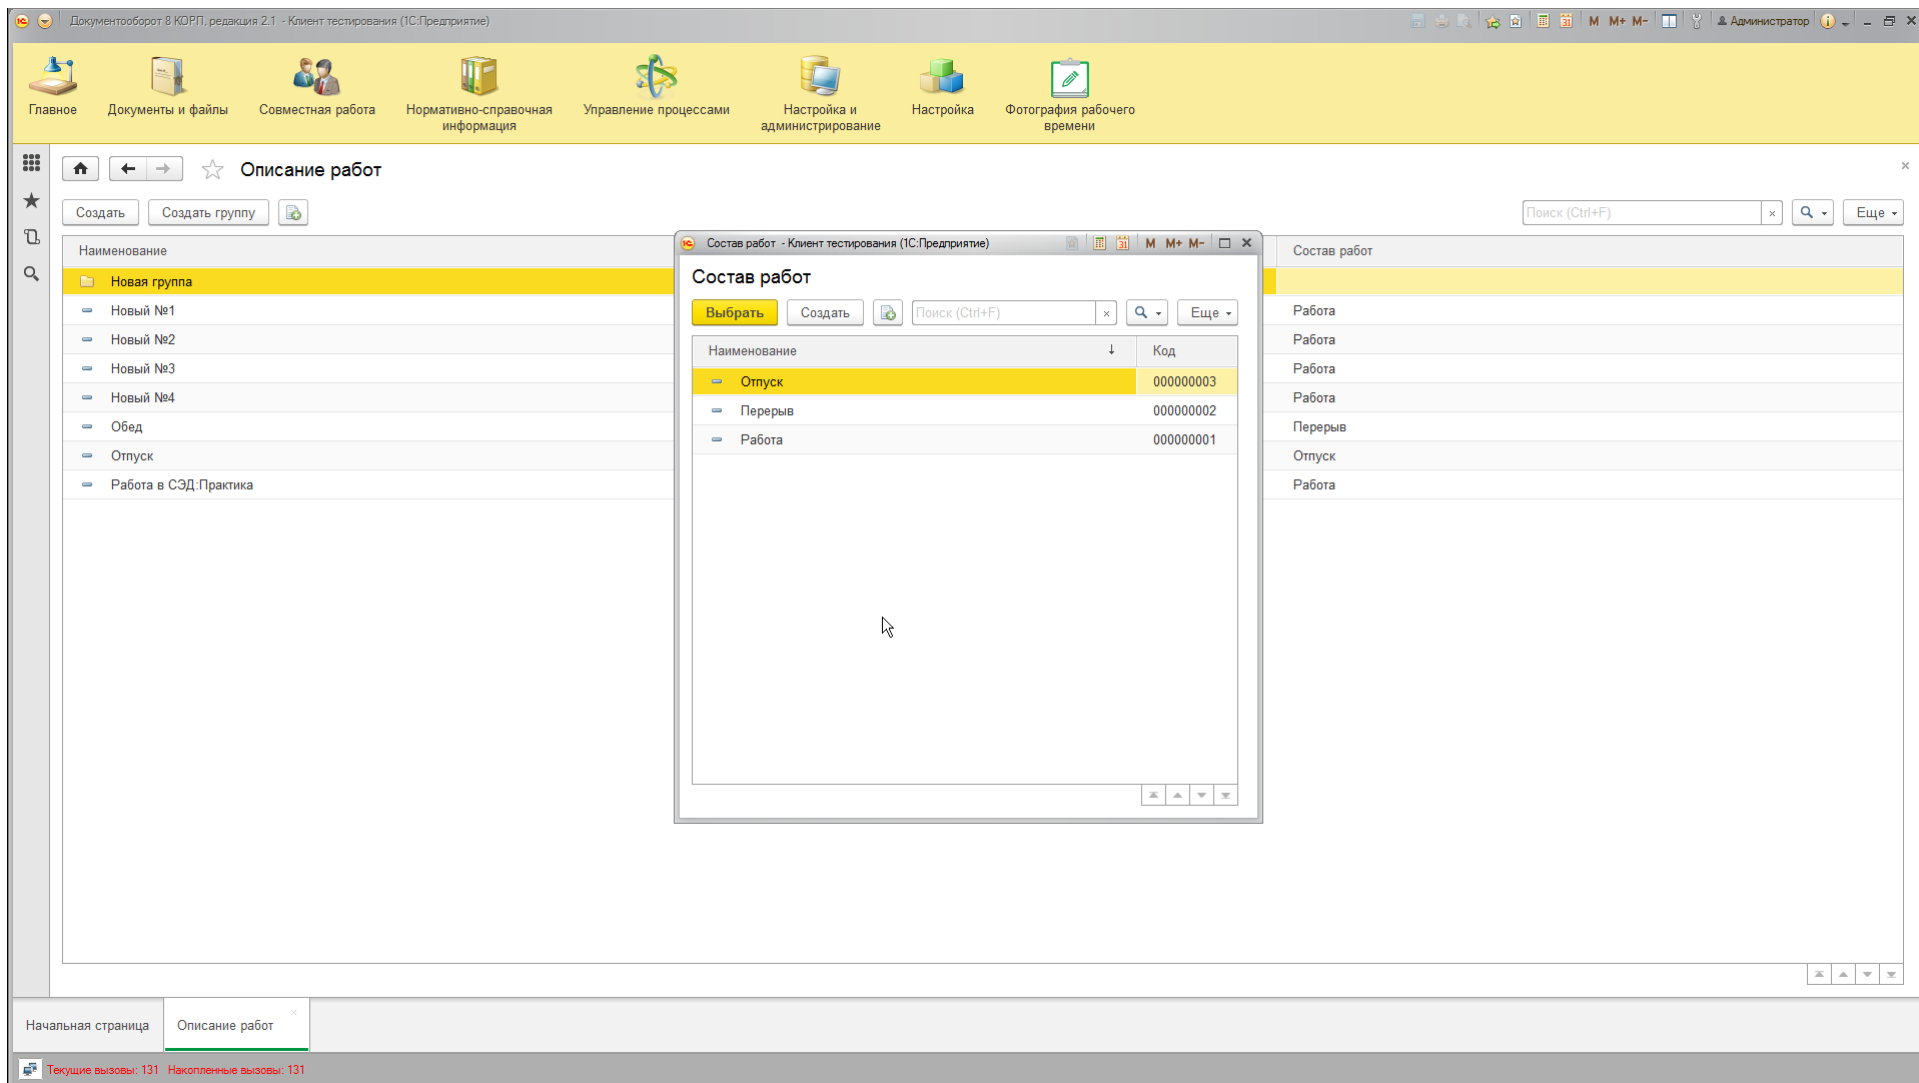 Документооборот 8 КОРП, редакция 2.1 - Клиент тестирования (1С:Предприятие)
M M+ M-
Администратор
Главное
Документы и файлы
Совместная работа
Нормативно-справочная
информация
Управление процессами
Настройка и
администрирование
Настройка
Фотография рабочего
времени
Описание работ
Создать
Создать группу
Поиск (Ctrl+F)
Еще
Наименование
Состав работ
Новая группа
Новый №1
Работа
Новый №2
Работа
Новый №3
Работа
Новый №4
Работа
Обед
Перерыв
Отпуск
Отпуск
Работа в СЭД:Практика
Работа
Состав работ - Клиент тестирования (1С:Предприятие)
31
M M+ M-
Состав работ
Выбрать
Создать
Поиск (Ctrl+F)
Еще
Наименование
Код
Отпуск
000000003
Перерыв
000000002
Работа
000000001
Начальная страница
Описание работ
Текущие вызовы: 131 Накопленные вызовы: 131